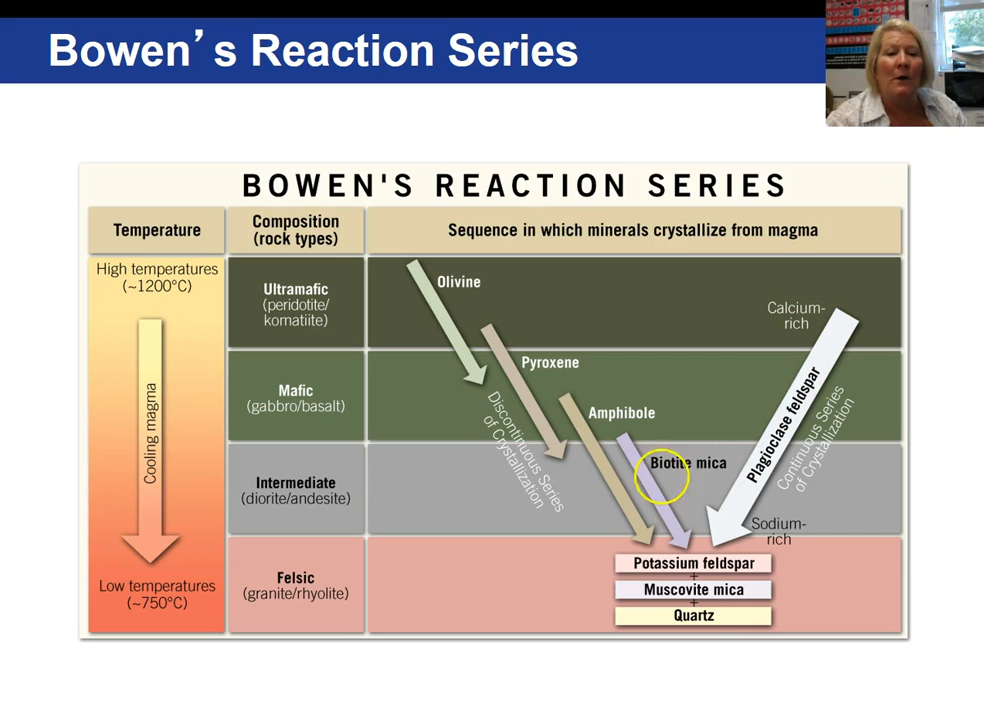 Bowen's Reaction Series
BOWEN'S REACTION SERIES
Temperature
Composition
(rock types)
Sequence in which minerals crystallize from magma
High temperatures
(~1200°C)
Cooling magma
Low temperatures
(~750°C)
Ultramafic
(peridotite/
komatiite)
Mafic
(gabbro/basalt)
Intermediate
(diorite/andesite)
Felsic
(granite/rhyolite)
Olivine
Pyroxene
Amphibole
Biotite mica
Discontinuous Series
of Crystallization
Calcium-
rich
Plagioclase feldspar
Continuous Series
of Crystallization
Sodium-
rich
Potassium feldspar
+
Muscovite mica
+
Quartz